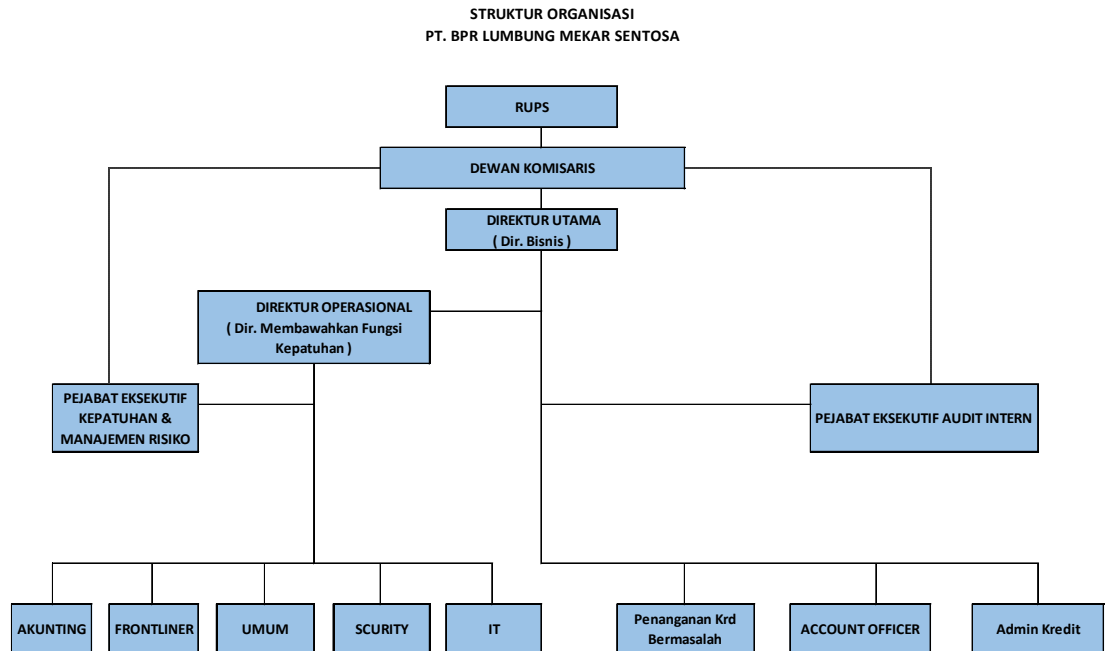 STRUKTUR ORGANISASI
PT. BPR LUMBUNG MEKAR SENTOSA
RUPS
DEWAN KOMISARIS
DIREKTUR UTAMA
( Dir. Bisnis )
DIREKTUR OPERASIONAL
( Dir. Membawahkan Fungsi
Kepatuhan )
PEJABAT EKSEKUTIF
KEPATUHAN &
MANAJEMEN RISIKO
PEJABAT EKSEKUTIF AUDIT INTERN
AKUNTING
FRONTLINER
UMUM
SCURITY
IT
Penanganan Krd
Bermasalah
ACCOUNT OFFICER
Admin Kredit